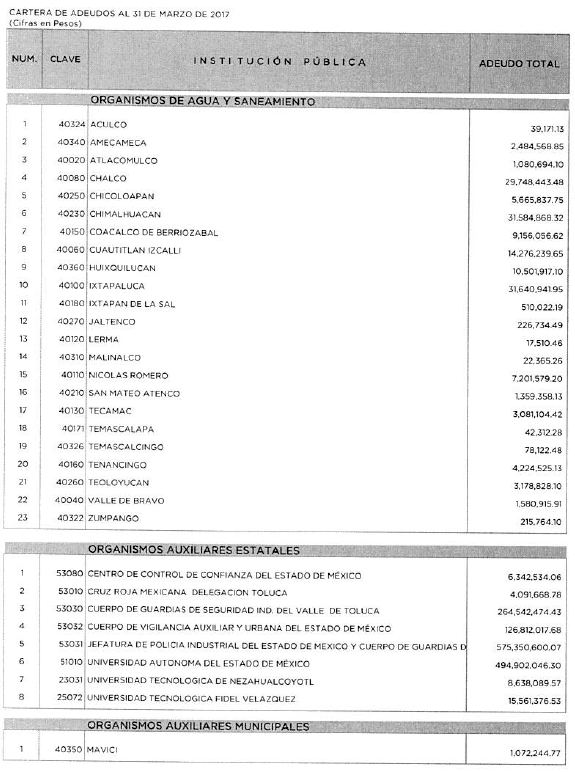 CARTERA DE ADEUDOS AL 31 DE MARZO DE 2017
(Cifras en Pesos)
NUM. CLAVE INSTITUCIÓN PÚBLICA ADEUDO TOTAL
ORGANISMOS DE AGUA Y SANEAMIENTO
1 40324 ACULCO 39,171.13
2 40340 AMECAMECA 2,484,568.85
3 40020 ATLACOMULCO 1,080,694.10
4 40080 CHALCO 29,748,443.48
5 40250 CHICOLOAPAN 5,665,837.75
6 40230 CHIMALHUACAN 31,584,868.32
7 40150 COACALCO DE BERRIOZABAL 9,156,056.62
8 40060 CUAUTITLAN IZCALLI 14,276,239.65
9 40360 HUIXQUILUCAN 10,501,917.10
10 40100 IXTAPALUCA 31,640,941.95
11 40180 IXTAPAN DE LA SAL 510,022.19
12 40270 JALTENCO 226,734.49
13 40120 LERMA 17,510.46
14 40310 MALINALCO 22,365.26
15 40110 NICOLAS ROMERO 7,201,579.20
16 40210 SAN MATEO ATENCO 1,359,358.13
17 40130 TECAMAC 3,081,104.42
18 40171 TEMASCALAPA 42,312.28
19 40326 TEMASCALCINGO 78,122.48
20 40160 TENANCINGO 4,224,525.13
21 40260 TEOLOYUCAN 3,178,828.10
22 40040 VALLE DE BRAVO 1,580,915.91
23 40322 ZUMPANGO 215,764.10
ORGANISMOS AUXILIARES ESTATALES
1 53080 CENTRO DE CONTROL DE CONFIANZA DEL ESTADO DE MÉXICO 6,342,534.06
2 53010 CRUZ ROJA MEXICANA DELEGACION TOLUCA 4,091,668.78
3 53030 CUERPO DE GUARDIAS DE SEGURIDAD IND. DEL VALLE DE TOLUCA 264,542,474.43
4 53032 CUERPO DE VIGILANCIA AUXILIAR Y URBANA DEL ESTADO DE MÉXICO 126,812,017.68
5 53031 JEFATURA DE POLICIA INDUSTRIAL DEL ESTADO DE MEXICO Y CUERPO DE GUARDIAS D 575,350,600.07
6 51010 UNIVERSIDAD AUTONOMA DEL ESTADO DE MÉXICO 494,902,046.30
7 23031 UNIVERSIDAD TECNOLOGICA DE NEZAHUALCOYOTL 8,638,089.57
8 25072 UNIVERSIDAD TECNOLOGICA FIDEL VELAZQUEZ 15,561,376.53
ORGANISMOS AUXILIARES MUNICIPALES
1 40350 MAVICI 1,072,244.77